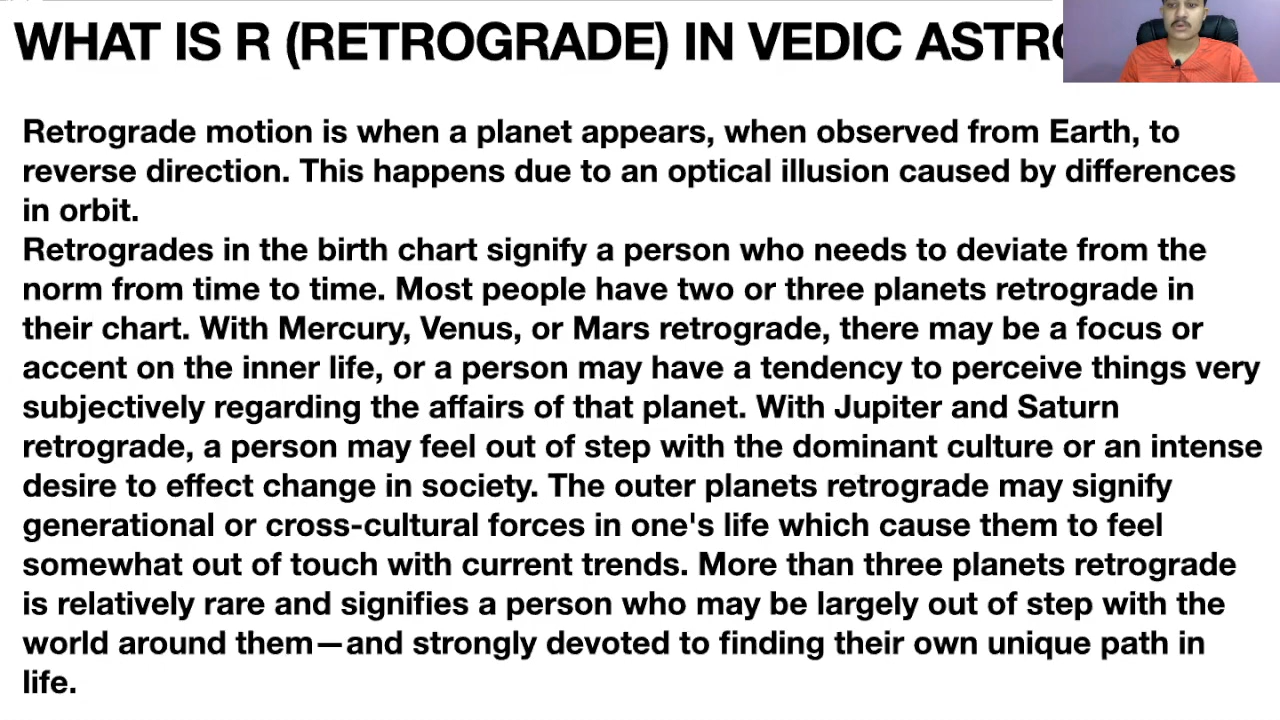 WHAT IS R (RETROGRADE) IN VEDIC
Retrograde motion is when a planet appears, when observed from Earth, to
reverse direction. This happens due to an optical illusion caused by differences
in orbit.
Retrogrades in the birth chart signify a person who needs to deviate from the
norm from time to time. Most people have two or three planets retrograde in
their chart. With Mercury, Venus, or Mars retrograde, there may be a focus or
accent on the inner life, or a person may have a tendency to perceive things very
subjectively regarding the affairs of that planet. With Jupiter and Saturn
retrograde, a person may feel out of step with the dominant culture or an intense
desire to effect change in society. The outer planets retrograde may signify
generational or cross-cultural forces in one's life which cause them to feel
somewhat out of touch with current trends. More than three planets retrograde
is relatively rare and signifies a person who may be largely out of step with the
world around them—and strongly devoted to finding their own unique path in
life.